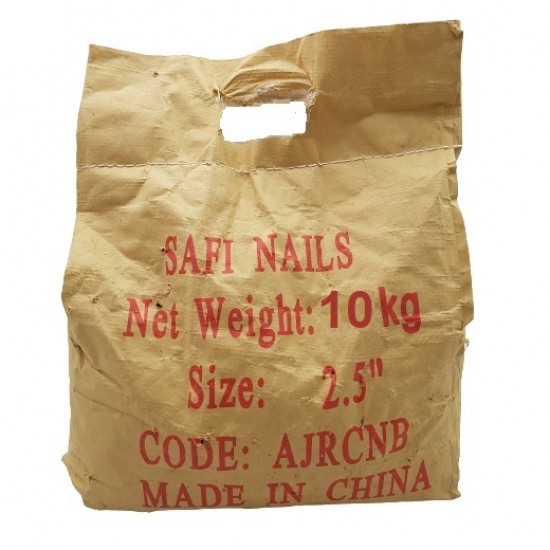 SAFI NAILS
Net Weight: 10kg
Size: 2.5"
CODE: AJRCNB
MADE IN CHINA